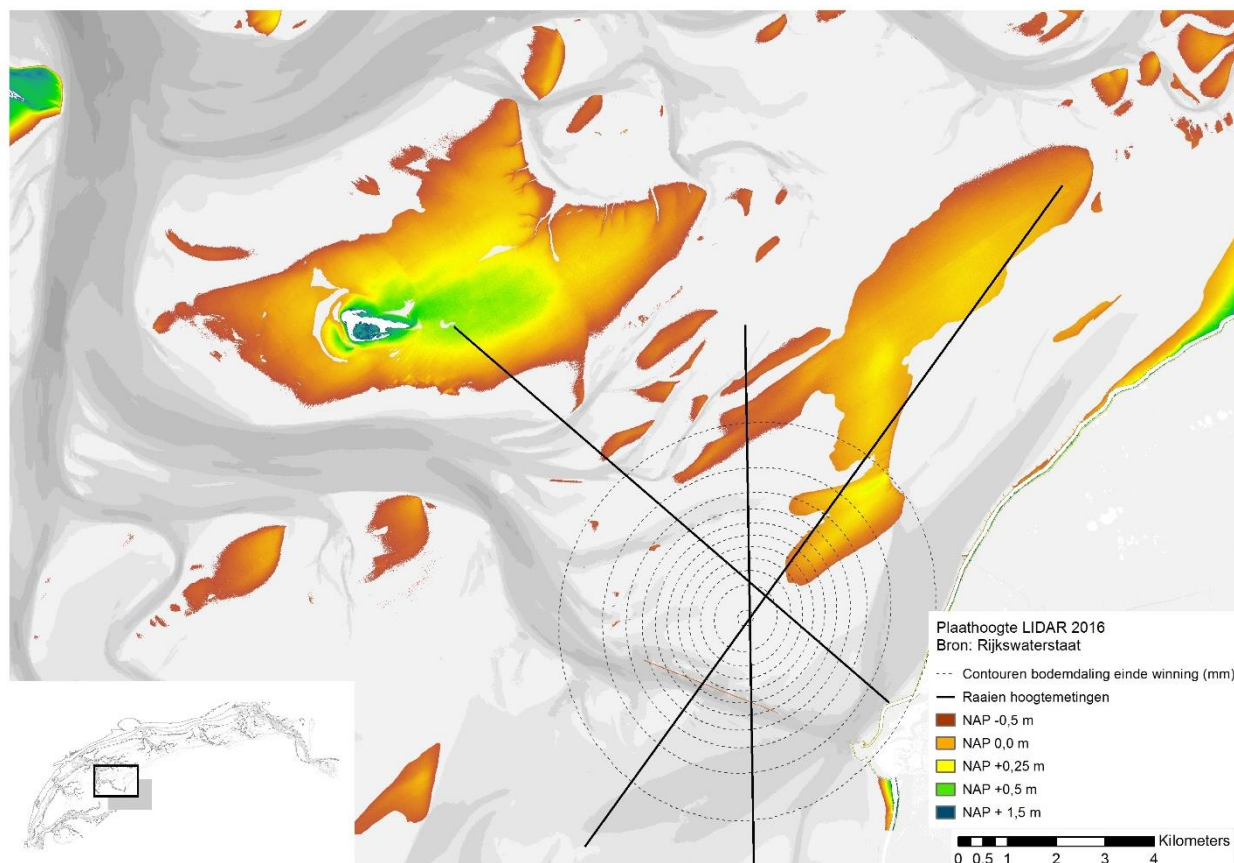 Plaathoogte LIDAR 2016
Bron: Rijkswaterstaat
Contouren bodemdaling einde winning (mm)
Raaien hoogtemetingen
NAP -0,5 m
NAP 0,0 m
NAP +0,25 m
NAP +0,5 m
NAP + 1,5 m
Kilometers
0 0.5 1 2 3 4